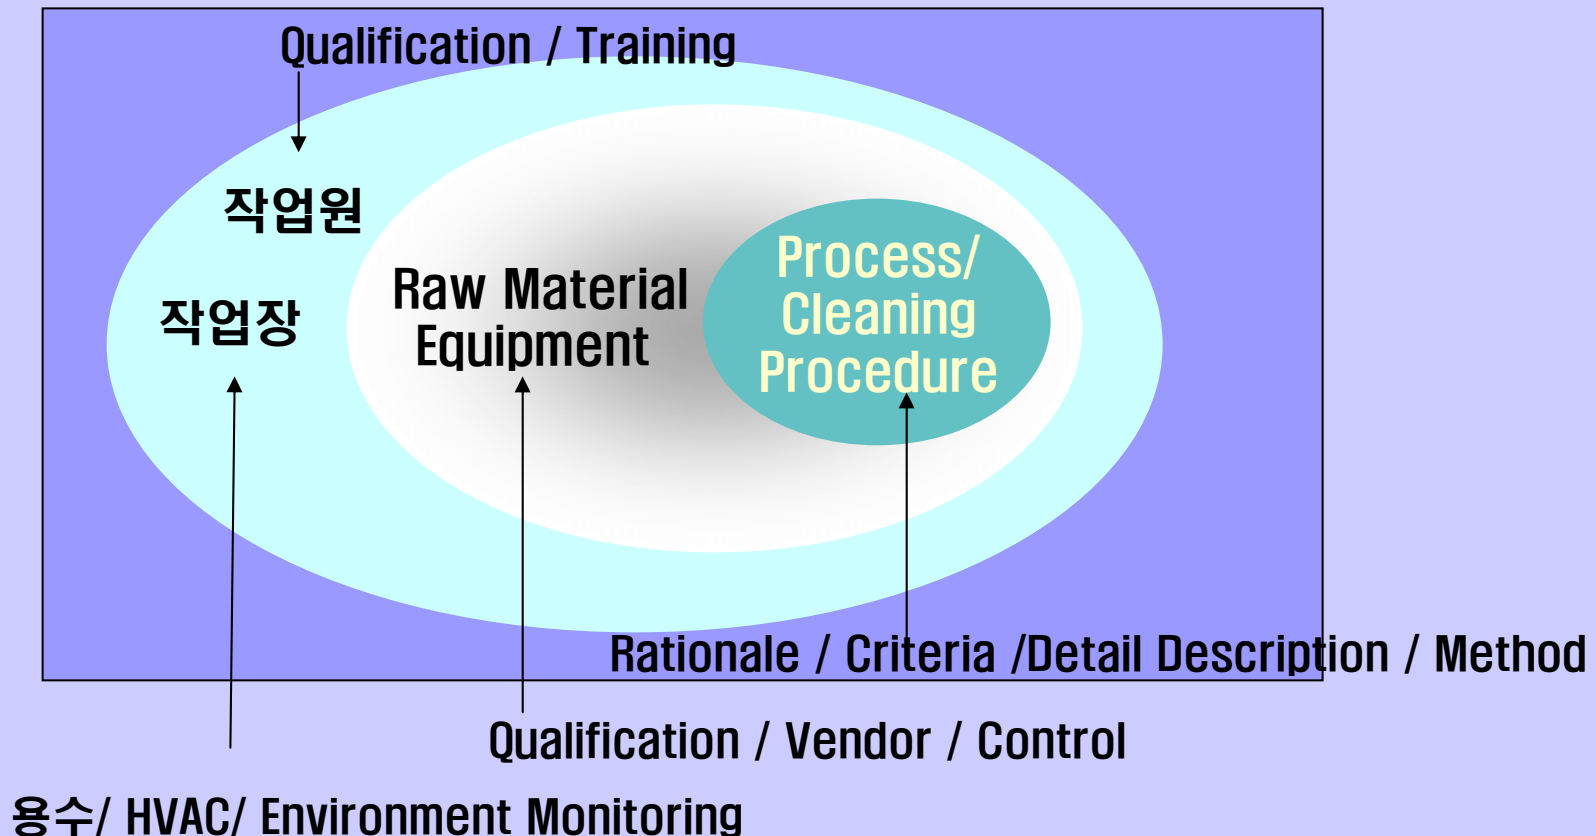 Qualification / Training
작업원
작업장
Raw Material
Equipment
Process/
Cleaning
Procedure
Rationale / Criteria /Detail Description / Method
Qualification / Vendor / Control
용수/ HVAC/ Environment Monitoring